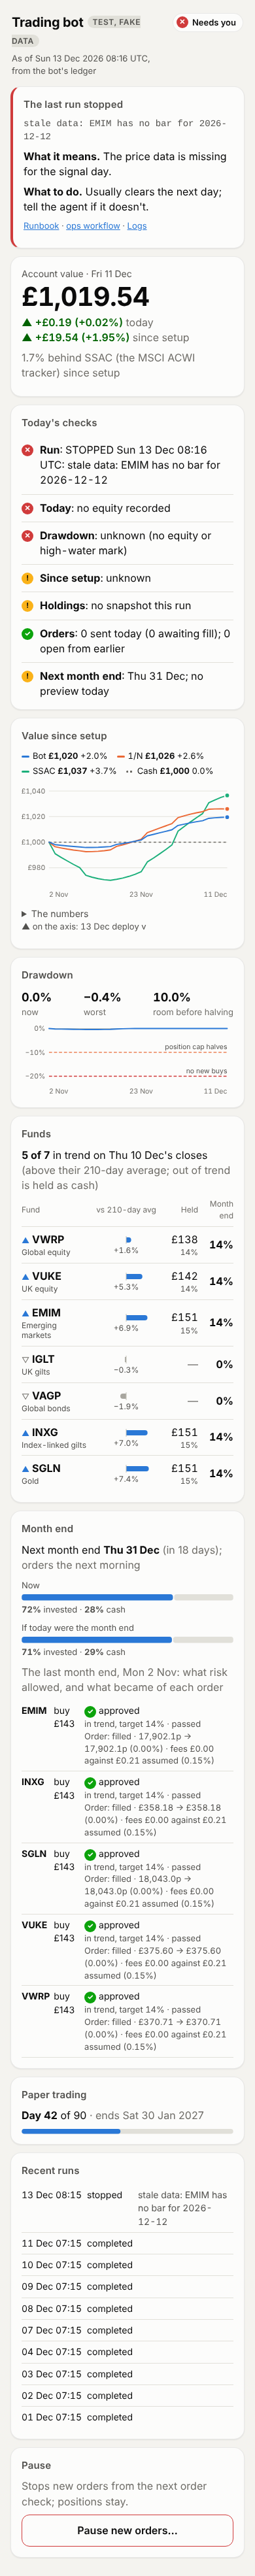 Trading bot TEST, FAKE DATA
Needs you
As of Sun 13 Dec 2026 08:16 UTC,
from the bot's ledger
The last run stopped
stale data: EMIM has no bar for 2026-
12-12
What it means. The price data is missing
for the signal day.
What to do. Usually clears the next day;
tell the agent if it doesn't.
Runbook · ops workflow · Logs
Account value · Fri 11 Dec
£1,019.54
▲ +£0.19 (+0.02%) today
▲ +£19.54 (+1.95%) since setup
1.7% behind SSAC (the MSCI ACWI
tracker) since setup
Today's checks
Run: STOPPED Sun 13 Dec 08:16
UTC: stale data: EMIM has no bar for
2026-12-12
Today: no equity recorded
Drawdown: unknown (no equity or
high-water mark)
Since setup: unknown
Holdings: no snapshot this run
Orders: 0 sent today (0 awaiting fill); 0
open from earlier
Next month end: Thu 31 Dec; no
preview today
Value since setup
Bot £1,020 +2.0% 1/N £1,026 +2.6%
SSAC £1,037 +3.7% Cash £1,000 0.0%
£1,040
£1,020
£1,000
£980
2 Nov 23 Nov 11 Dec
▶ The numbers
▲ on the axis: 13 Dec deploy v
Drawdown
0.0% −0.4% 10.0%
now worst room before halving
0%
position cap halves
−10%
no new buys
−20%
2 Nov 23 Nov 11 Dec
Funds
5 of 7 in trend on Thu 10 Dec's closes
(above their 210-day average; out of trend
is held as cash)
Fund vs 210-day avg Held Month end
▲ VWRP £138 14%
Global equity +1.6% 14%
▲ VUKE £142 14%
UK equity +5.3% 14%
▲ EMIM £151 14%
Emerging markets +6.9% 15%
▽ IGLT — 0%
UK gilts −0.3%
▽ VAGP — 0%
Global bonds −1.9%
▲ INXG £151 14%
Index-linked gilts +7.0% 15%
▲ SGLN £151 14%
Gold +7.4% 15%
Month end
Next month end Thu 31 Dec (in 18 days);
orders the next morning
Now
72% invested · 28% cash
If today were the month end
71% invested · 29% cash
The last month end, Mon 2 Nov: what risk
allowed, and what became of each order
EMIM buy £143 approved
in trend, target 14% · passed
Order: filled · 17,902.1p →
17,902.1p (0.00%) · fees £0.00
against £0.21 assumed (0.15%)
INXG buy £143 approved
in trend, target 14% · passed
Order: filled · £358.18 → £358.18
(0.00%) · fees £0.00 against £0.21
assumed (0.15%)
SGLN buy £143 approved
in trend, target 14% · passed
Order: filled · 18,043.0p →
18,043.0p (0.00%) · fees £0.00
against £0.21 assumed (0.15%)
VUKE buy £143 approved
in trend, target 14% · passed
Order: filled · £375.60 → £375.60
(0.00%) · fees £0.00 against £0.21
assumed (0.15%)
VWRP buy £143 approved
in trend, target 14% · passed
Order: filled · £370.71 → £370.71
(0.00%) · fees £0.00 against £0.21
assumed (0.15%)
Paper trading
Day 42 of 90 · ends Sat 30 Jan 2027
Recent runs
13 Dec 08:15 stopped stale data: EMIM has
no bar for 2026-
12-12
11 Dec 07:15 completed
10 Dec 07:15 completed
09 Dec 07:15 completed
08 Dec 07:15 completed
07 Dec 07:15 completed
04 Dec 07:15 completed
03 Dec 07:15 completed
02 Dec 07:15 completed
01 Dec 07:15 completed
Pause
Stops new orders from the next order
check; positions stay.
Pause new orders...